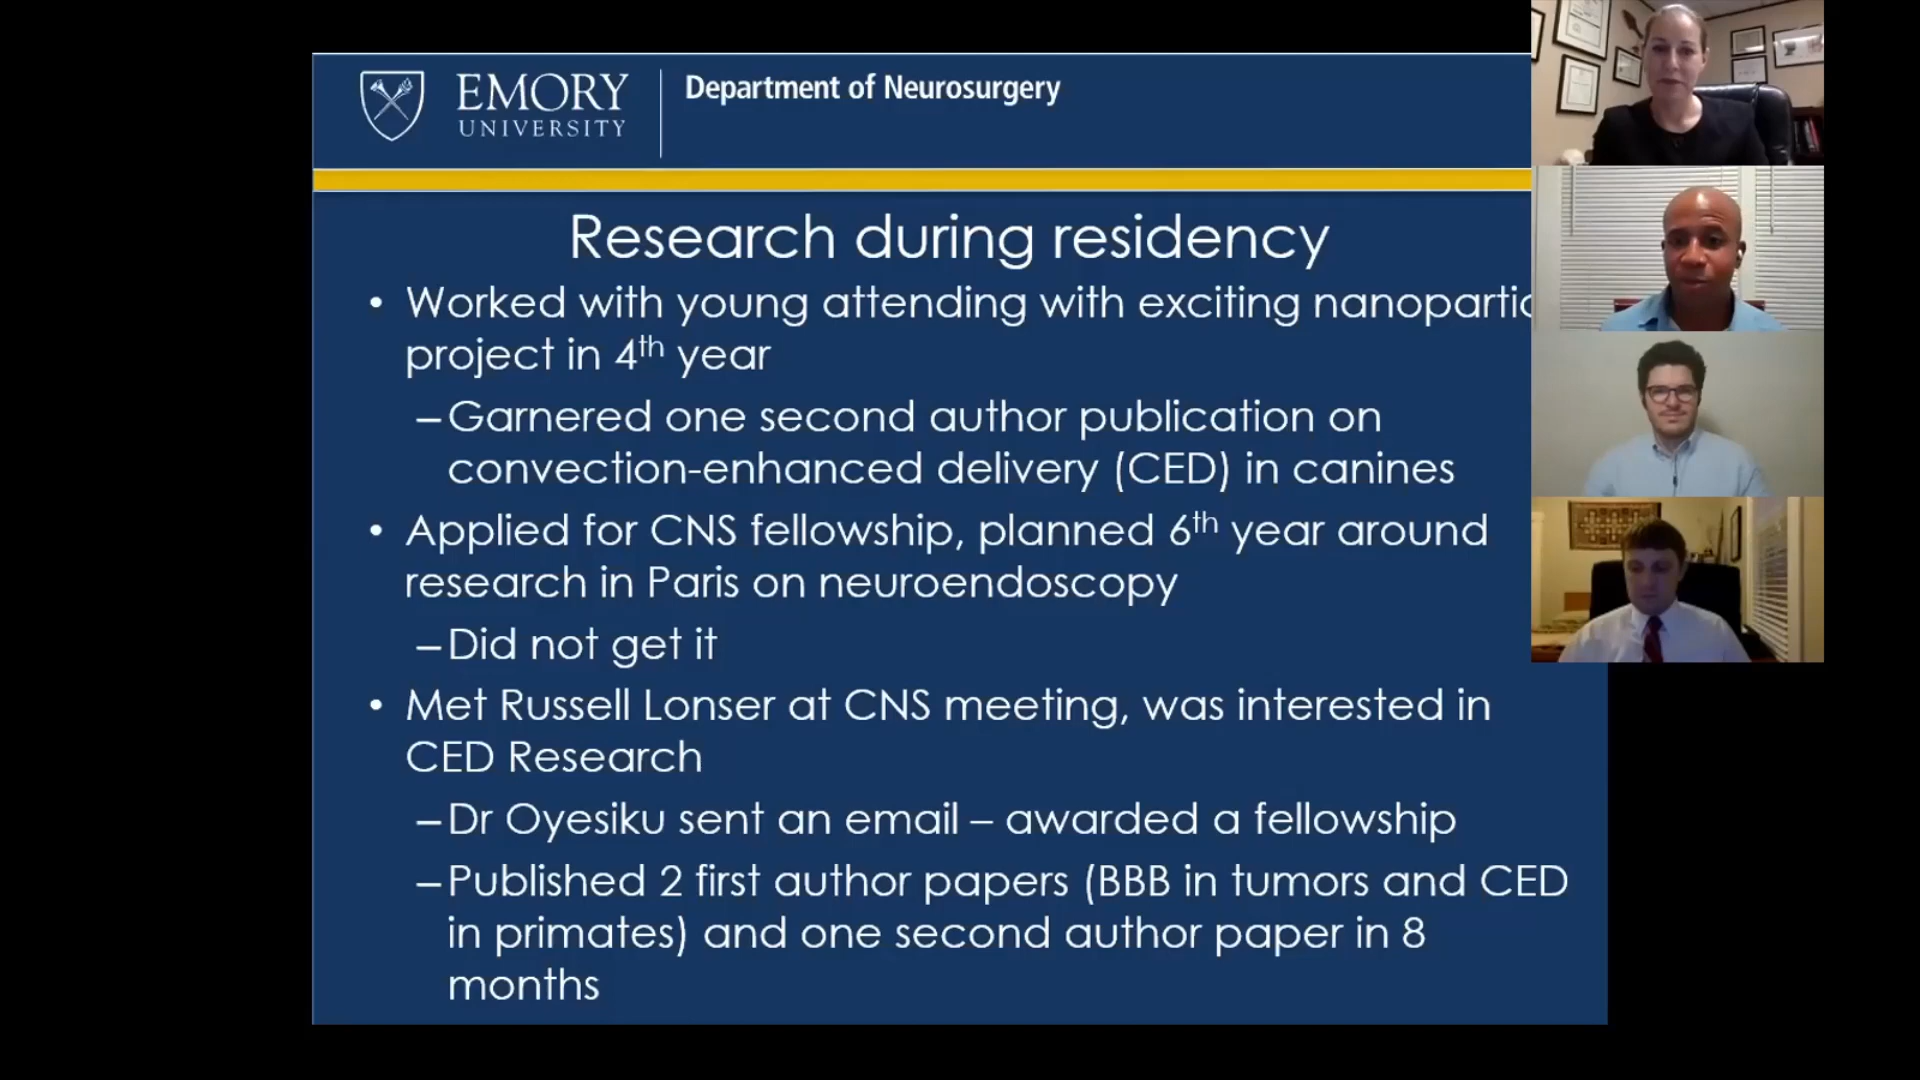 EMORY
UNIVERSITY
Department of Neurosurgery
Research during residency
• Worked with young attending with exciting
project in 4th year
–Garnered one second author publication on
convection-enhanced delivery (CED) in canines
• Applied for CNS fellowship, planned 6th year around
research in Paris on neuroendoscopy
–Did not get it
• Met Russell Lonser at CNS meeting, was interested in
CED Research
–Dr Oyesiku sent an email – awarded a fellowship
–Published 2 first author papers (BBB in tumors and CED
in primates) and one second author paper in 8
months